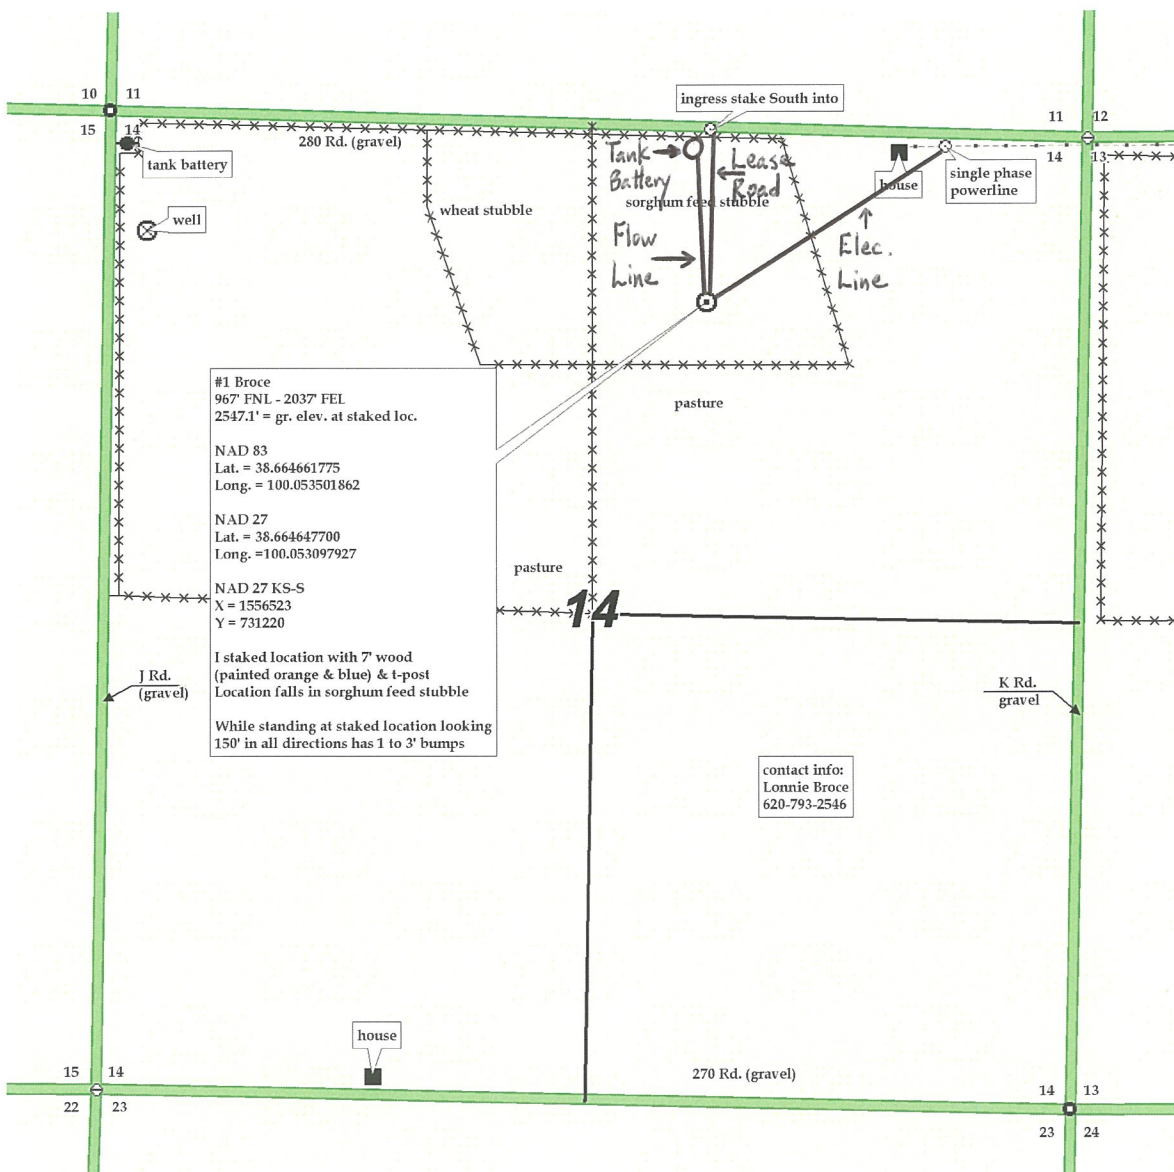 10 11
15 14
11 12
14 13
ingress stake South into
280 Rd. (gravel)
tank battery
well
wheat stubble
Tank
Battery
Lease
Road
sorghum feed stubble
house
single phase
powerline
Flow
Line
Elec.
Line
#1 Broce
967' FNL - 2037' FEL
2547.1' = gr. elev. at staked loc.
NAD 83
Lat. = 38.664661775
Long. = 100.053501862
NAD 27
Lat. = 38.664647700
Long. =100.053097927
NAD 27 KS-S
X = 1556523
Y = 731220
I staked location with 7' wood
(painted orange & blue) & t-post
Location falls in sorghum feed stubble
While standing at staked location looking
150' in all directions has 1 to 3' bumps
pasture
pasture
14
J Rd.
(gravel)
K Rd.
gravel
contact info:
Lonnie Broce
620-793-2546
house
270 Rd. (gravel)
15 14
22 23
14 13
23 24